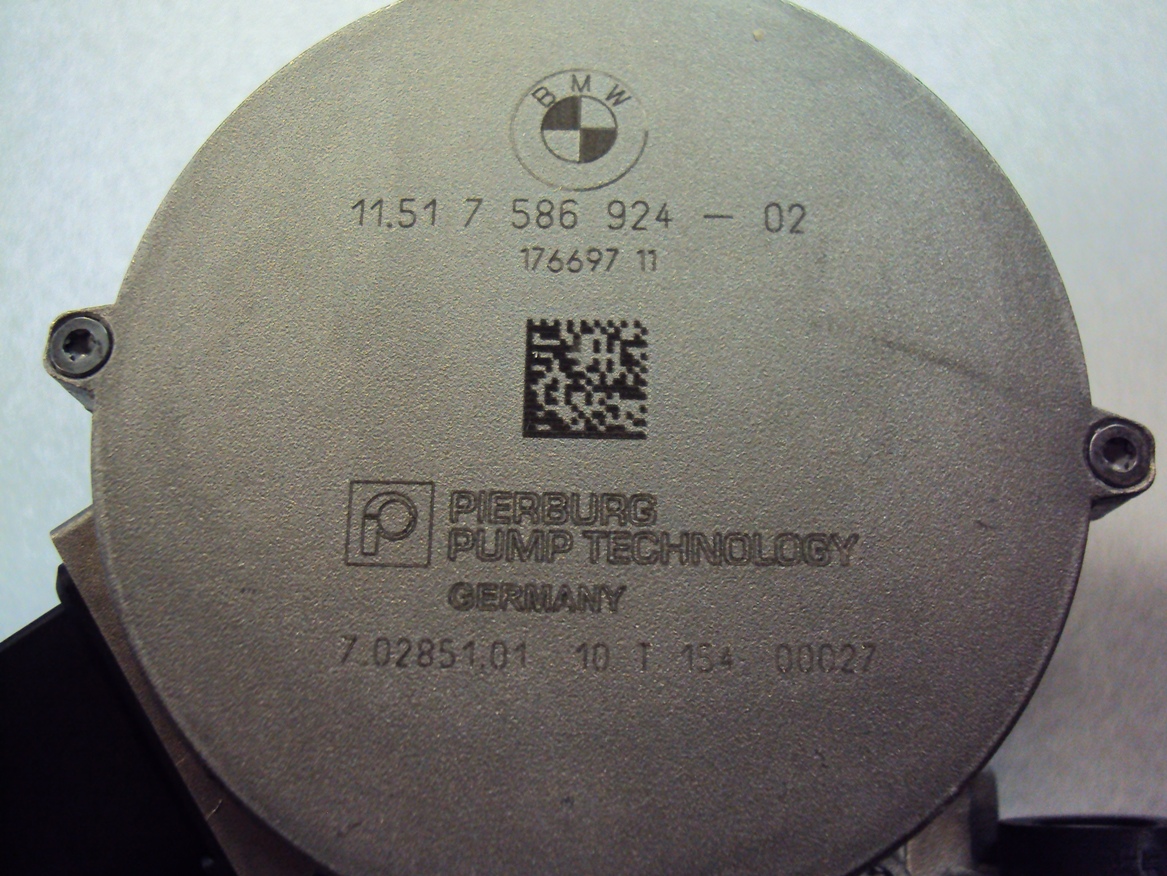 BMW
11.51 7 586 924 - 02
176697 11
PIERBURG
PUMP TECHNOLOGY
GERMANY
7.02851.01 10 T 154 00027